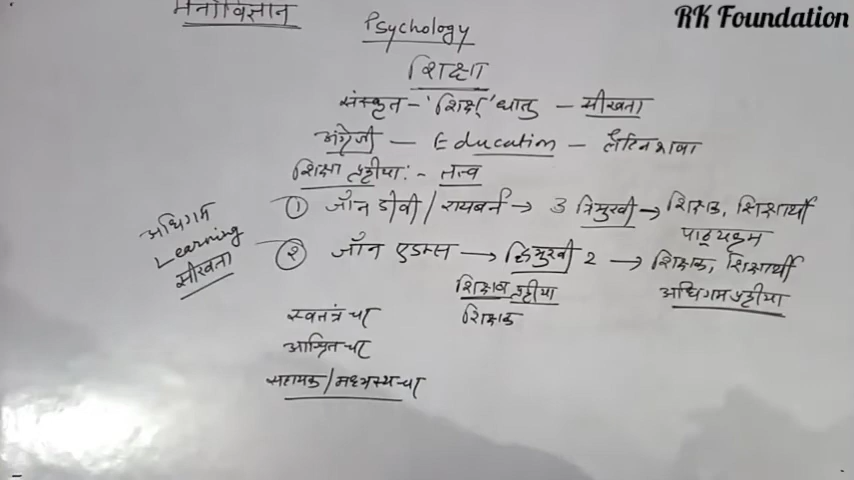 मनोविज्ञान
RK Foundation
Psychology
शिक्षा
संस्कृत - 'शिक्ष्' धातु - सीखना
अंग्रेजी - Education - लैटिन भाषा
शिक्षा प्रक्रिया :- तत्व
① जॉन डीवी / रायबर्न → 3 त्रिमुखी → शिक्षक, शिक्षार्थी
पाठ्यक्रम
② जॉन एडम्स → द्विमुखी 2 → शिक्षक, शिक्षार्थी
अधिगम
Learning
सीखना
शिक्षण प्रक्रिया
अधिगम प्रक्रिया
शिक्षक
स्वतंत्र चर
आश्रित चर
सहायक / मध्यस्थ चर